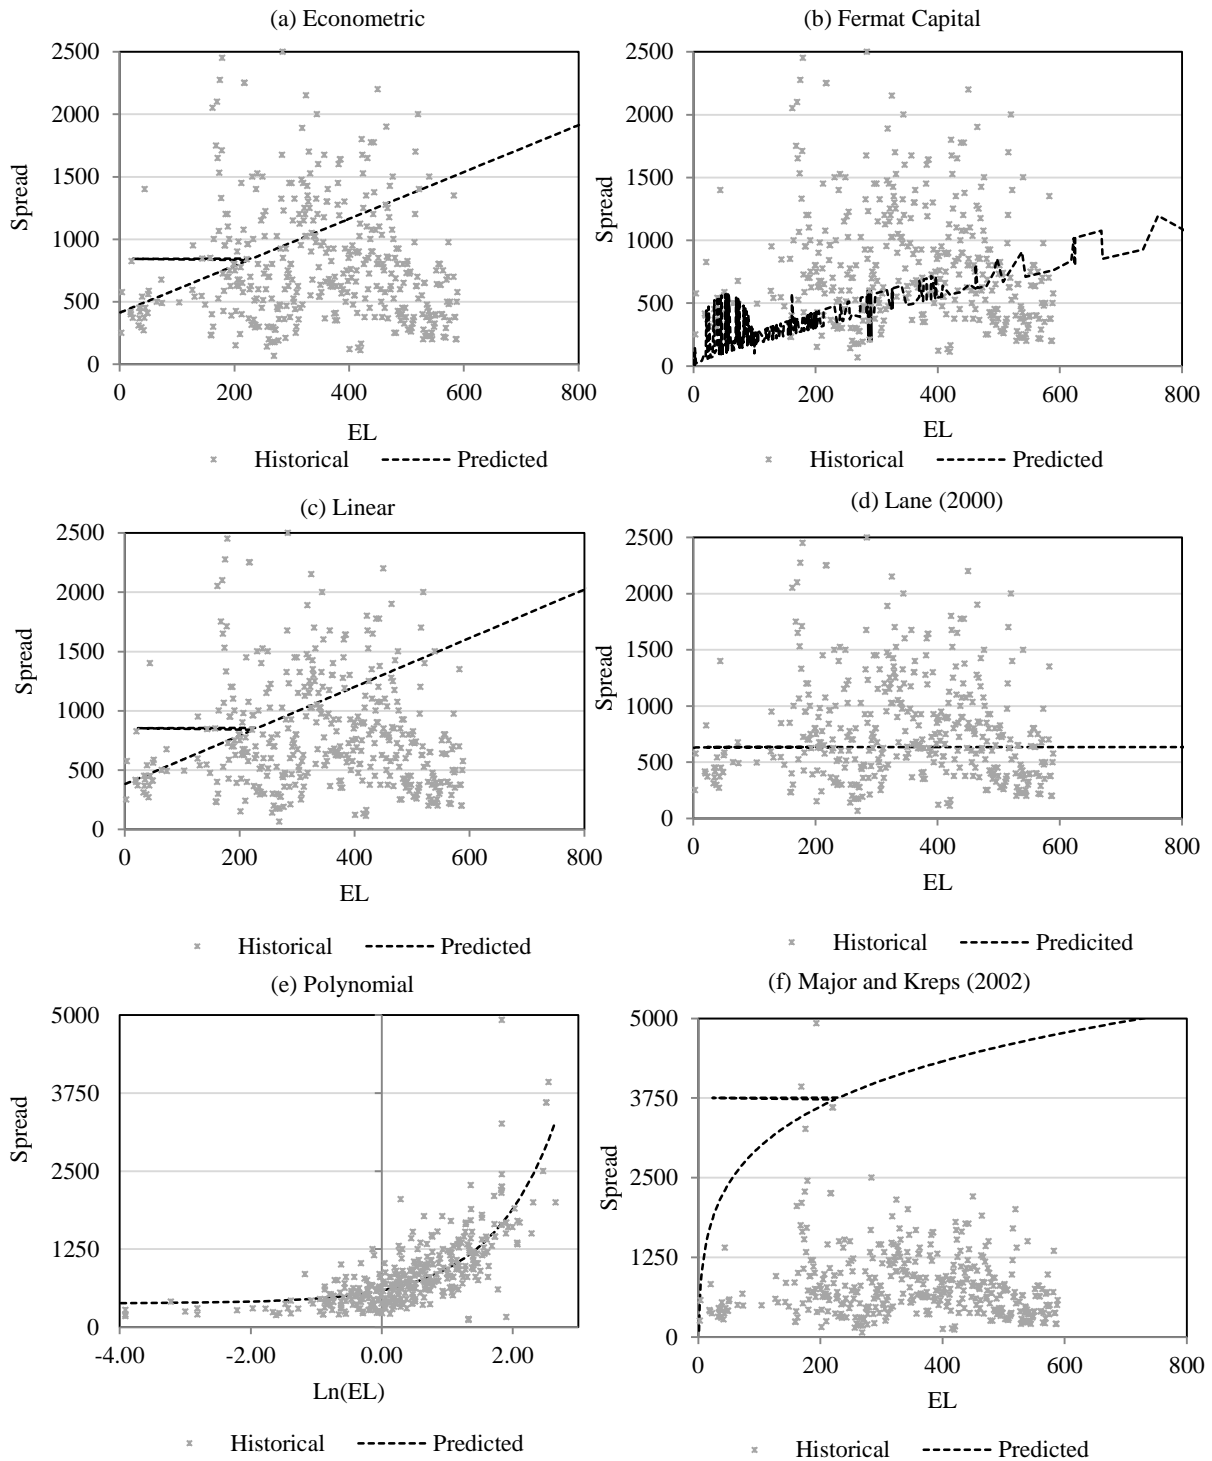 (a) Econometric
2500
2000
1500
1000
500
0
0 200 400 600 800
Spread
EL
Historical Predicted
(b) Fermat Capital
2500
2000
1500
1000
500
0
0 200 400 600 800
Spread
EL
Historical Predicted
(c) Linear
2500
2000
1500
1000
500
0
0 200 400 600 800
Spread
EL
Historical Predicted
(d) Lane (2000)
2500
2000
1500
1000
500
0
0 200 400 600 800
Spread
EL
Historical Predicited
(e) Polynomial
5000
3750
2500
1250
0
-4.00 -2.00 0.00 2.00
Spread
Ln(EL)
Historical Predicted
(f) Major and Kreps (2002)
5000
3750
2500
1250
0
0 200 400 600 800
Spread
EL
Historical Predicted